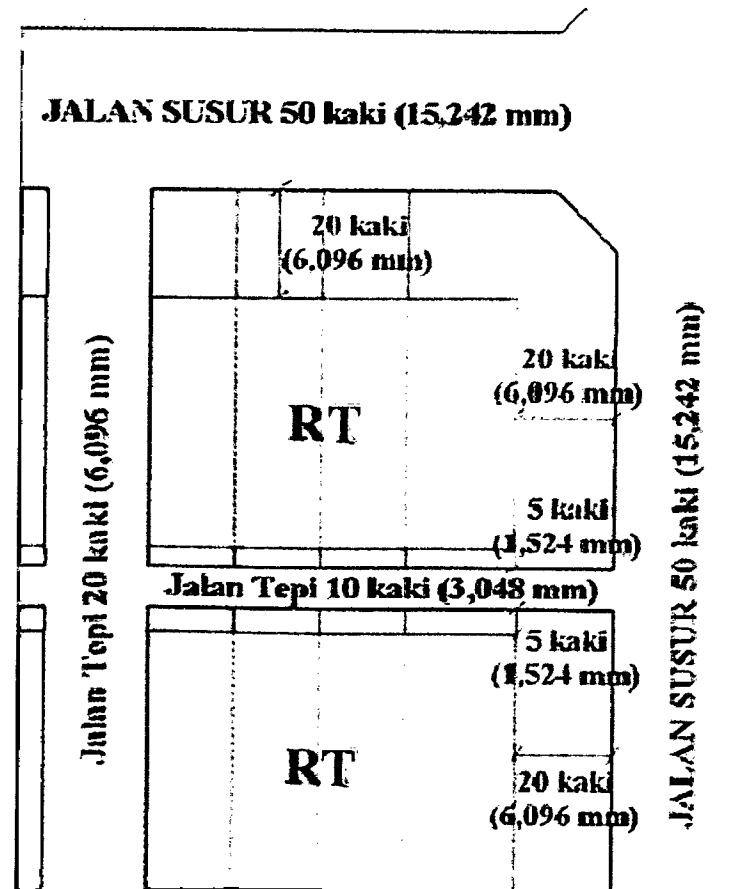 JALAN SUSUR 50 kaki (15,242 mm)
20 kaki
(6.096 mm)
20 kaki
(6,096 mm)
RT
5 kaki
(1,524 mm)
Jalan Tepi 20 kaki (6,096 mm)
JALAN SUSUR 50 kaki (15,242 mm)
Jalan Tepi 10 kaki (3,048 mm)
5 kaki
(1,524 mm)
RT
20 kaki
(6,096 mm)